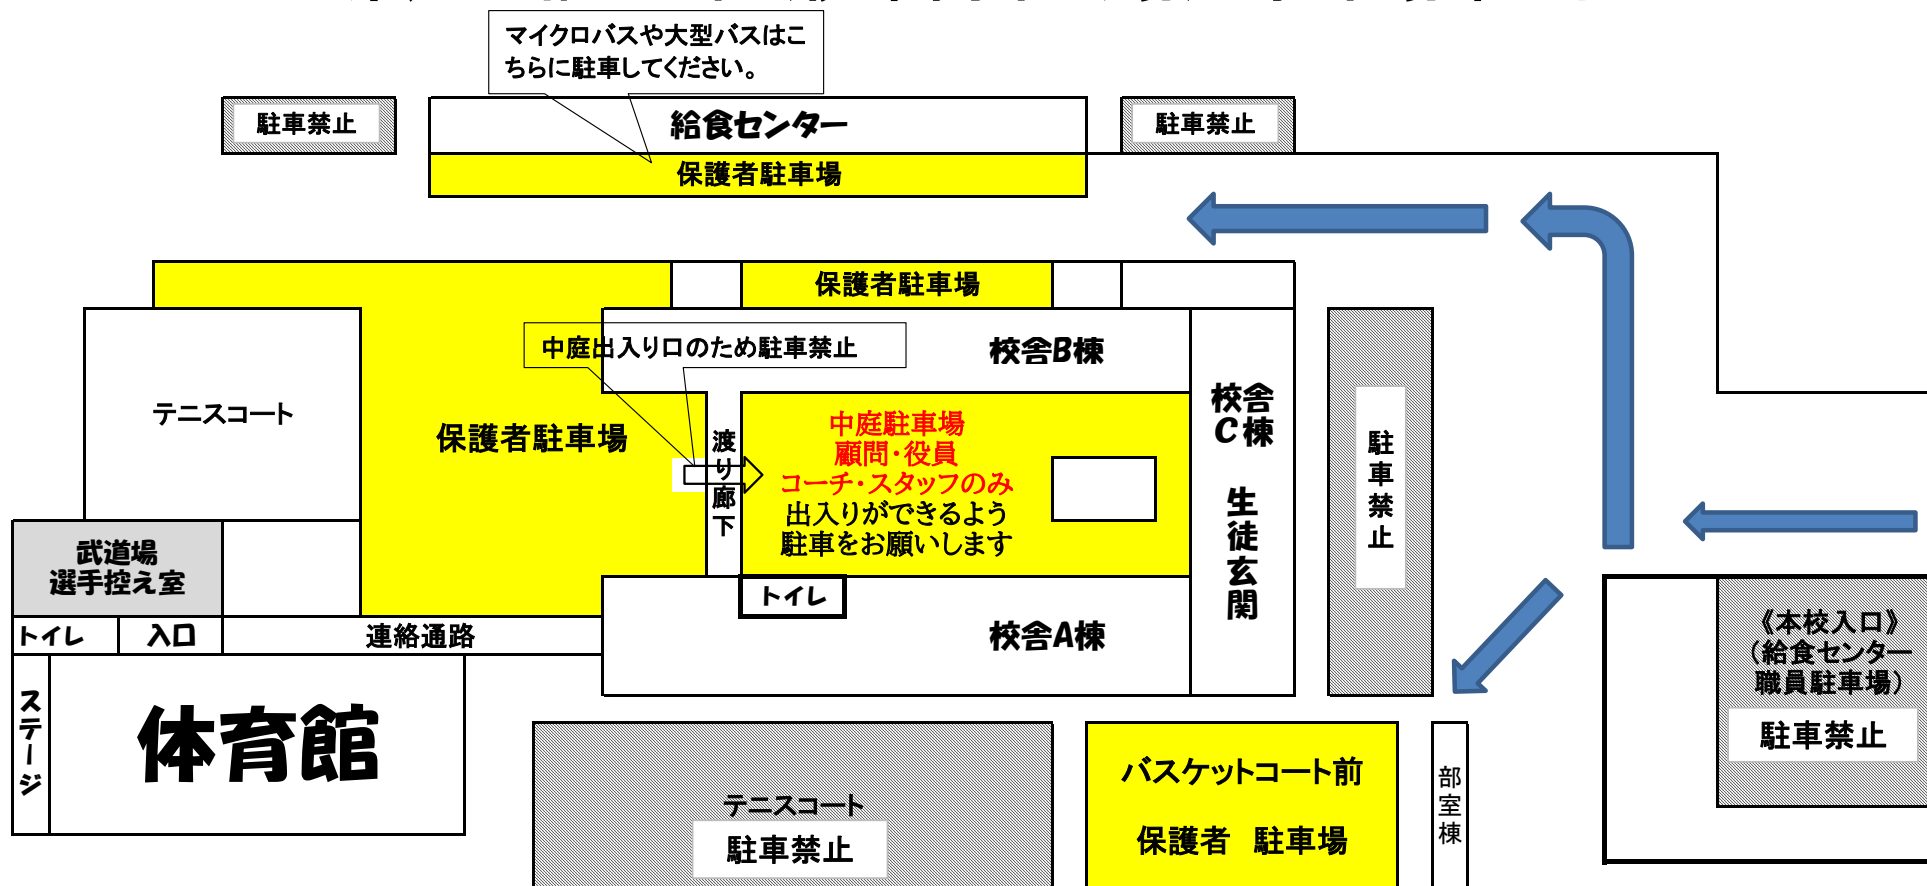 マイクロバスや大型バスはこ
ちらに駐車してください。
駐車禁止
給食センター
駐車禁止
保護者駐車場
保護者駐車場
中庭出入り口のため駐車禁止
校舎B棟
テニスコート
保護者駐車場
渡り廊下
中庭駐車場
顧問・役員
コーチ・スタッフのみ
出入りができるよう
駐車をお願いします
校舎
C棟
生徒玄関
駐車禁止
武道場
選手控え室
トイレ
トイレ
入口
連絡通路
校舎A棟
《本校入口》
(給食センター
職員駐車場)
駐車禁止
ステージ
体育館
テニスコート
駐車禁止
バスケットコート前
保護者 駐車場
部室棟